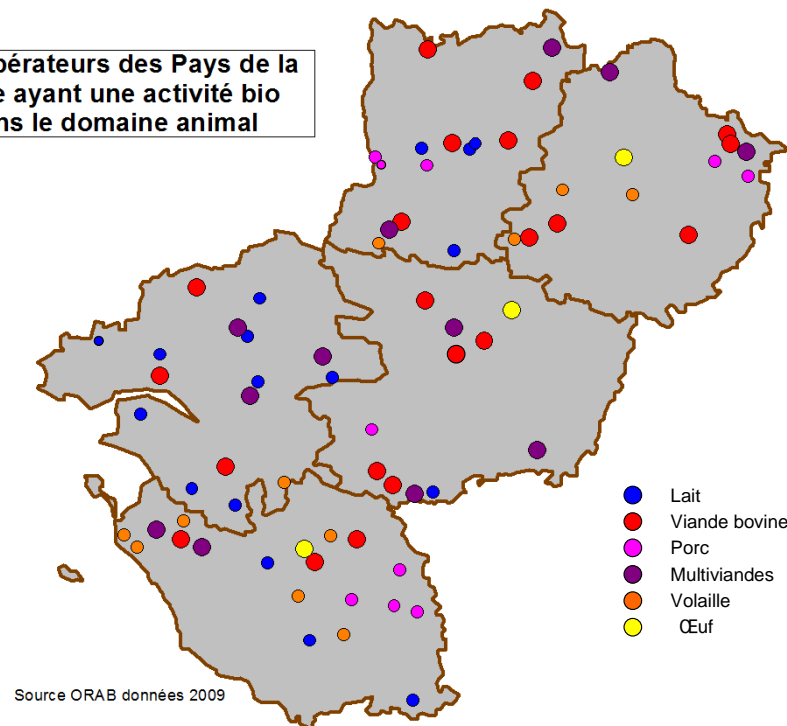 pérateurs des Pays de la
e ayant une activité bio
ns le domaine animal
Lait
Viande bovine
Porc
Multiviandes
Volaille
Œuf
Source ORAB données 2009